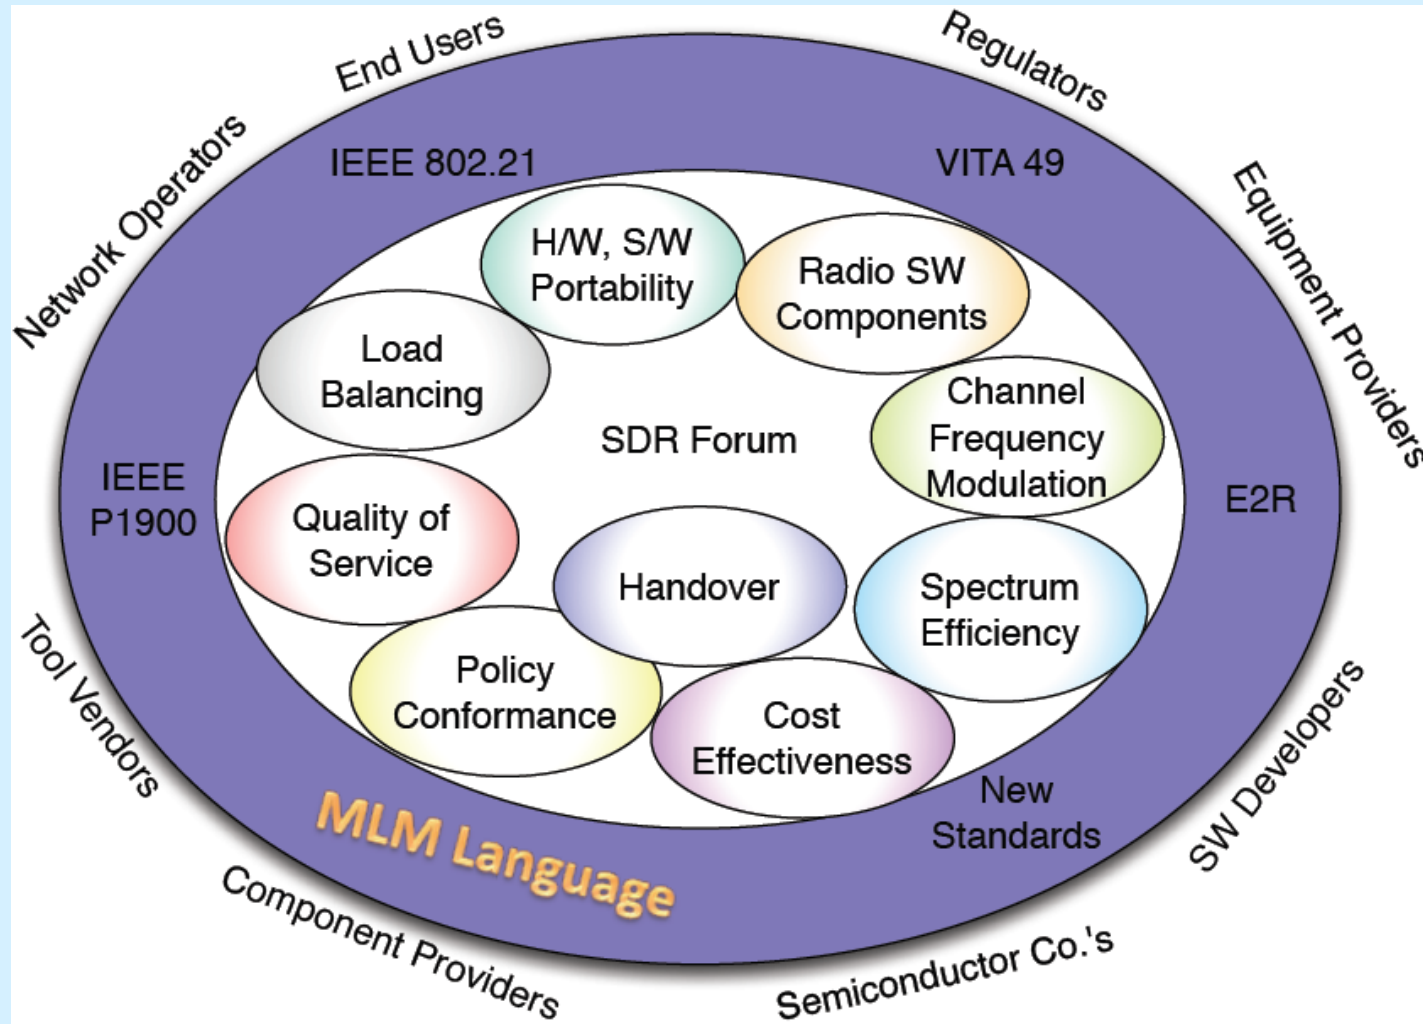 End Users
Regulators
Network Operators
Equipment Providers
IEEE 802.21
VITA 49
H/W, S/W
Portability
Radio SW
Components
Load
Balancing
Channel
Frequency
Modulation
SDR Forum
IEEE
P1900
E2R
Quality of
Service
Handover
Spectrum
Efficiency
Policy
Conformance
Cost
Effectiveness
New
Standards
MLM Language
Tool Vendors
SW Developers
Component Providers
Semiconductor Co.'s